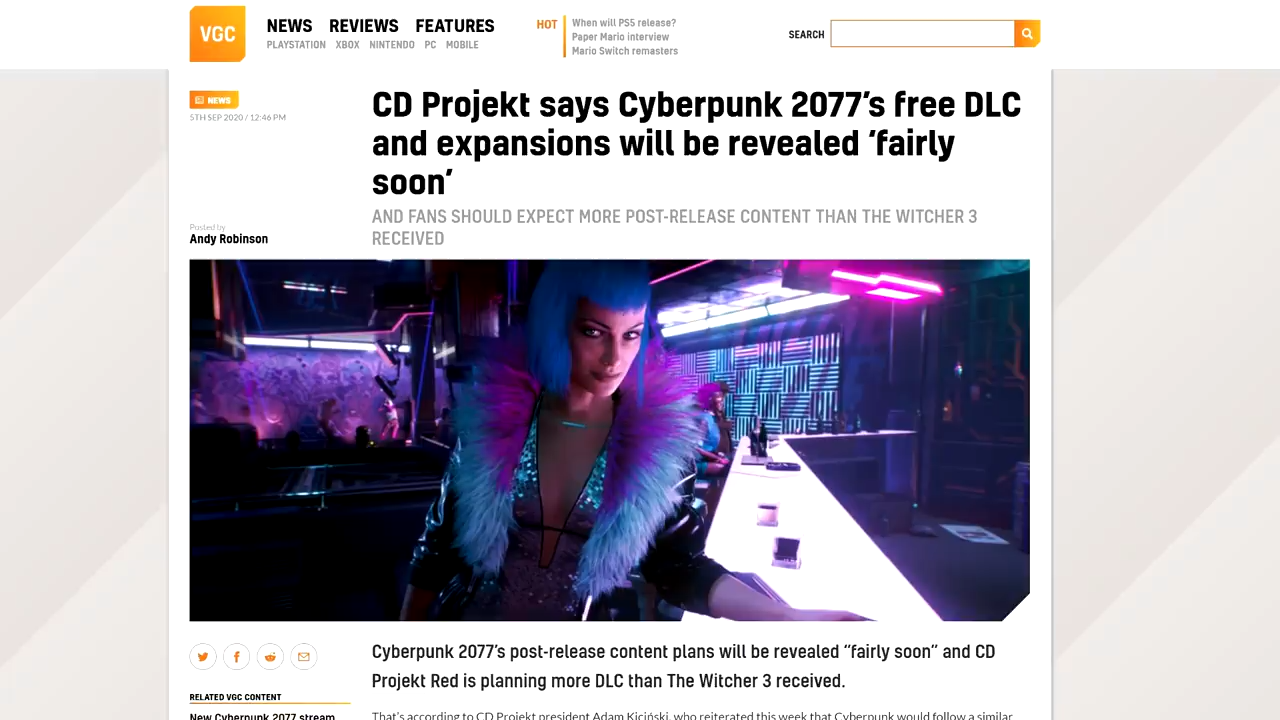 VGC
NEWS REVIEWS FEATURES
PLAYSTATION XBOX NINTENDO PC MOBILE
HOT
When will PS5 release?
Paper Mario interview
Mario Switch remasters
SEARCH
NEWS
5TH SEP 2020 / 12:46 PM
CD Projekt says Cyberpunk 2077’s free DLC
and expansions will be revealed ‘fairly
soon’
AND FANS SHOULD EXPECT MORE POST-RELEASE CONTENT THAN THE WITCHER 3
RECEIVED
Posted by
Andy Robinson
Cyberpunk 2077’s post-release content plans will be revealed “fairly soon” and CD
Projekt Red is planning more DLC than The Witcher 3 received.
RELATED VGC CONTENT
New Cyberpunk 2077 stream
That’s according to CD Projekt president Adam Kiciński, who reiterated this week that Cyberpunk would follow a similar